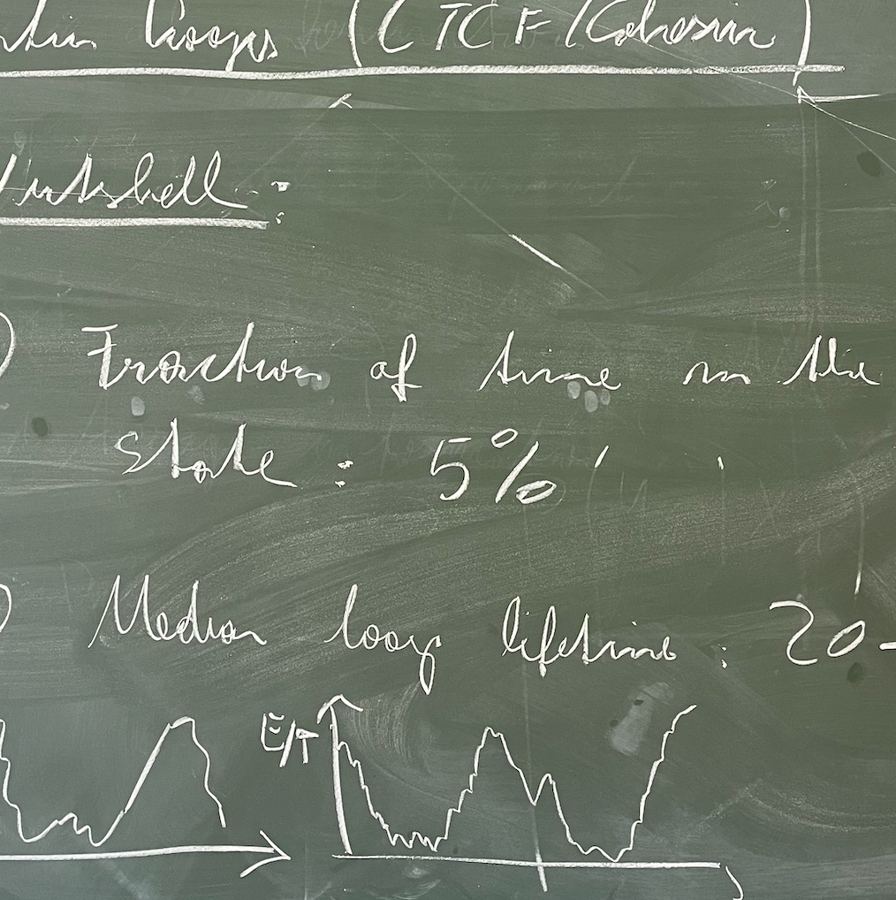 Loops (CTCF/Cohesin)
Nutshell :
) Fraction of time in the
State : 5%
) Median loop lifetime : 20-
E/T